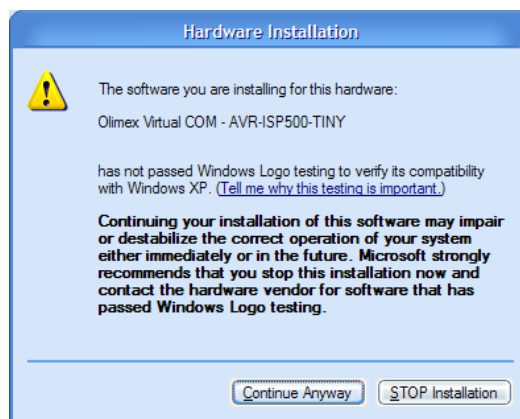 Hardware Installation
The software you are installing for this hardware:
Olimex Virtual COM - AVR-ISP500-TINY
has not passed Windows Logo testing to verify its compatibility
with Windows XP. (Tell me why this testing is important.)
Continuing your installation of this software may impair
or destabilize the correct operation of your system
either immediately or in the future. Microsoft strongly
recommends that you stop this installation now and
contact the hardware vendor for software that has
passed Windows Logo testing.
Continue Anyway STOP Installation